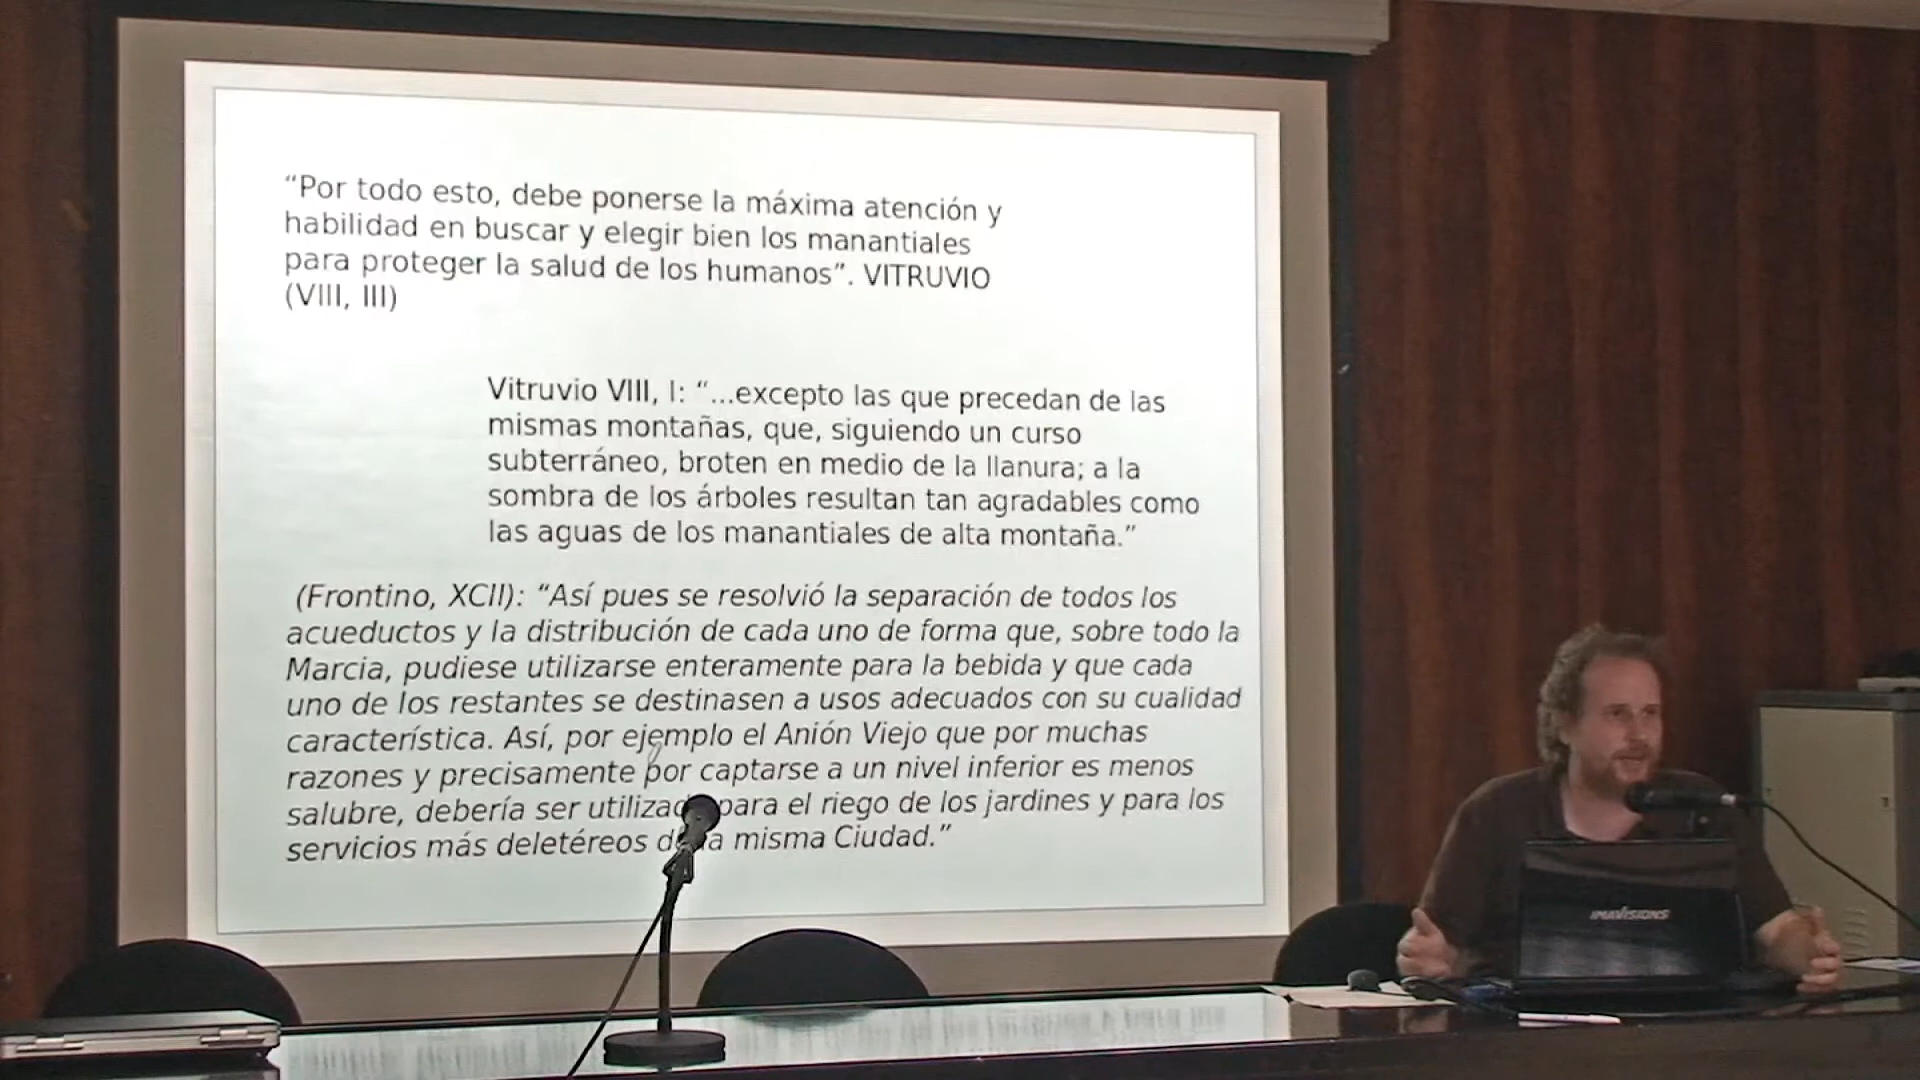 “Por todo esto, debe ponerse la máxima atención y
habilidad en buscar y elegir bien los manantiales
para proteger la salud de los humanos”. VITRUVIO
(VIII, III)
Vitruvio VIII, I: “...excepto las que precedan de las
mismas montañas, que, siguiendo un curso
subterráneo, broten en medio de la llanura; a la
sombra de los árboles resultan tan agradables como
las aguas de los manantiales de alta montaña.”
(Frontino, XCII): “Así pues se resolvió la separación de todos los
acueductos y la distribución de cada uno de forma que, sobre todo la
Marcia, pudiese utilizarse enteramente para la bebida y que cada
uno de los restantes se destinasen a usos adecuados con su cualidad
característica. Así, por ejemplo el Anión Viejo que por muchas
razones y precisamente por captarse a un nivel inferior es menos
salubre, debería ser para el riego de los jardines y para los
servicios más deletéreos misma Ciudad.”
IMAVISIONS